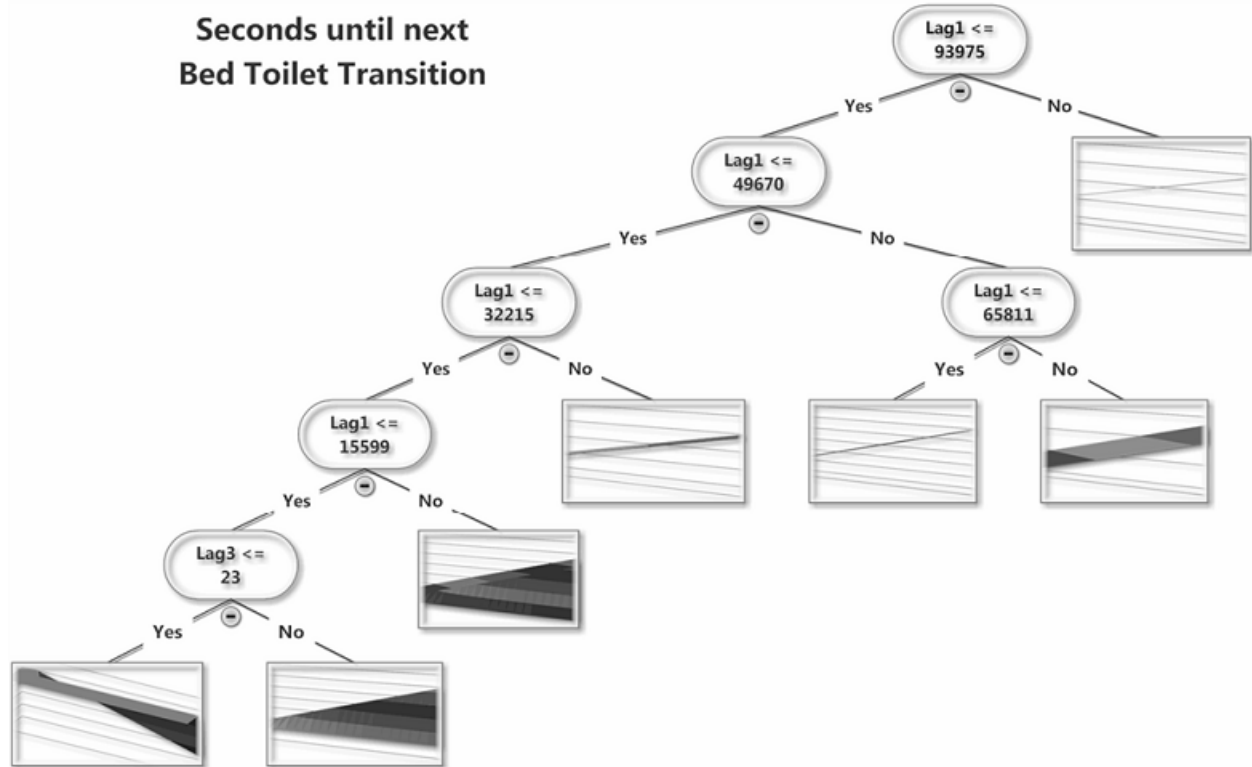 Seconds until next
Bed Toilet Transition
Lag1 <=
93975
Yes
No
Lag1 <=
49670
Yes
No
Lag1 <=
32215
Lag1 <=
65811
Yes
No
Yes
No
Lag1 <=
15599
Yes
No
Lag3 <=
23
Yes
No